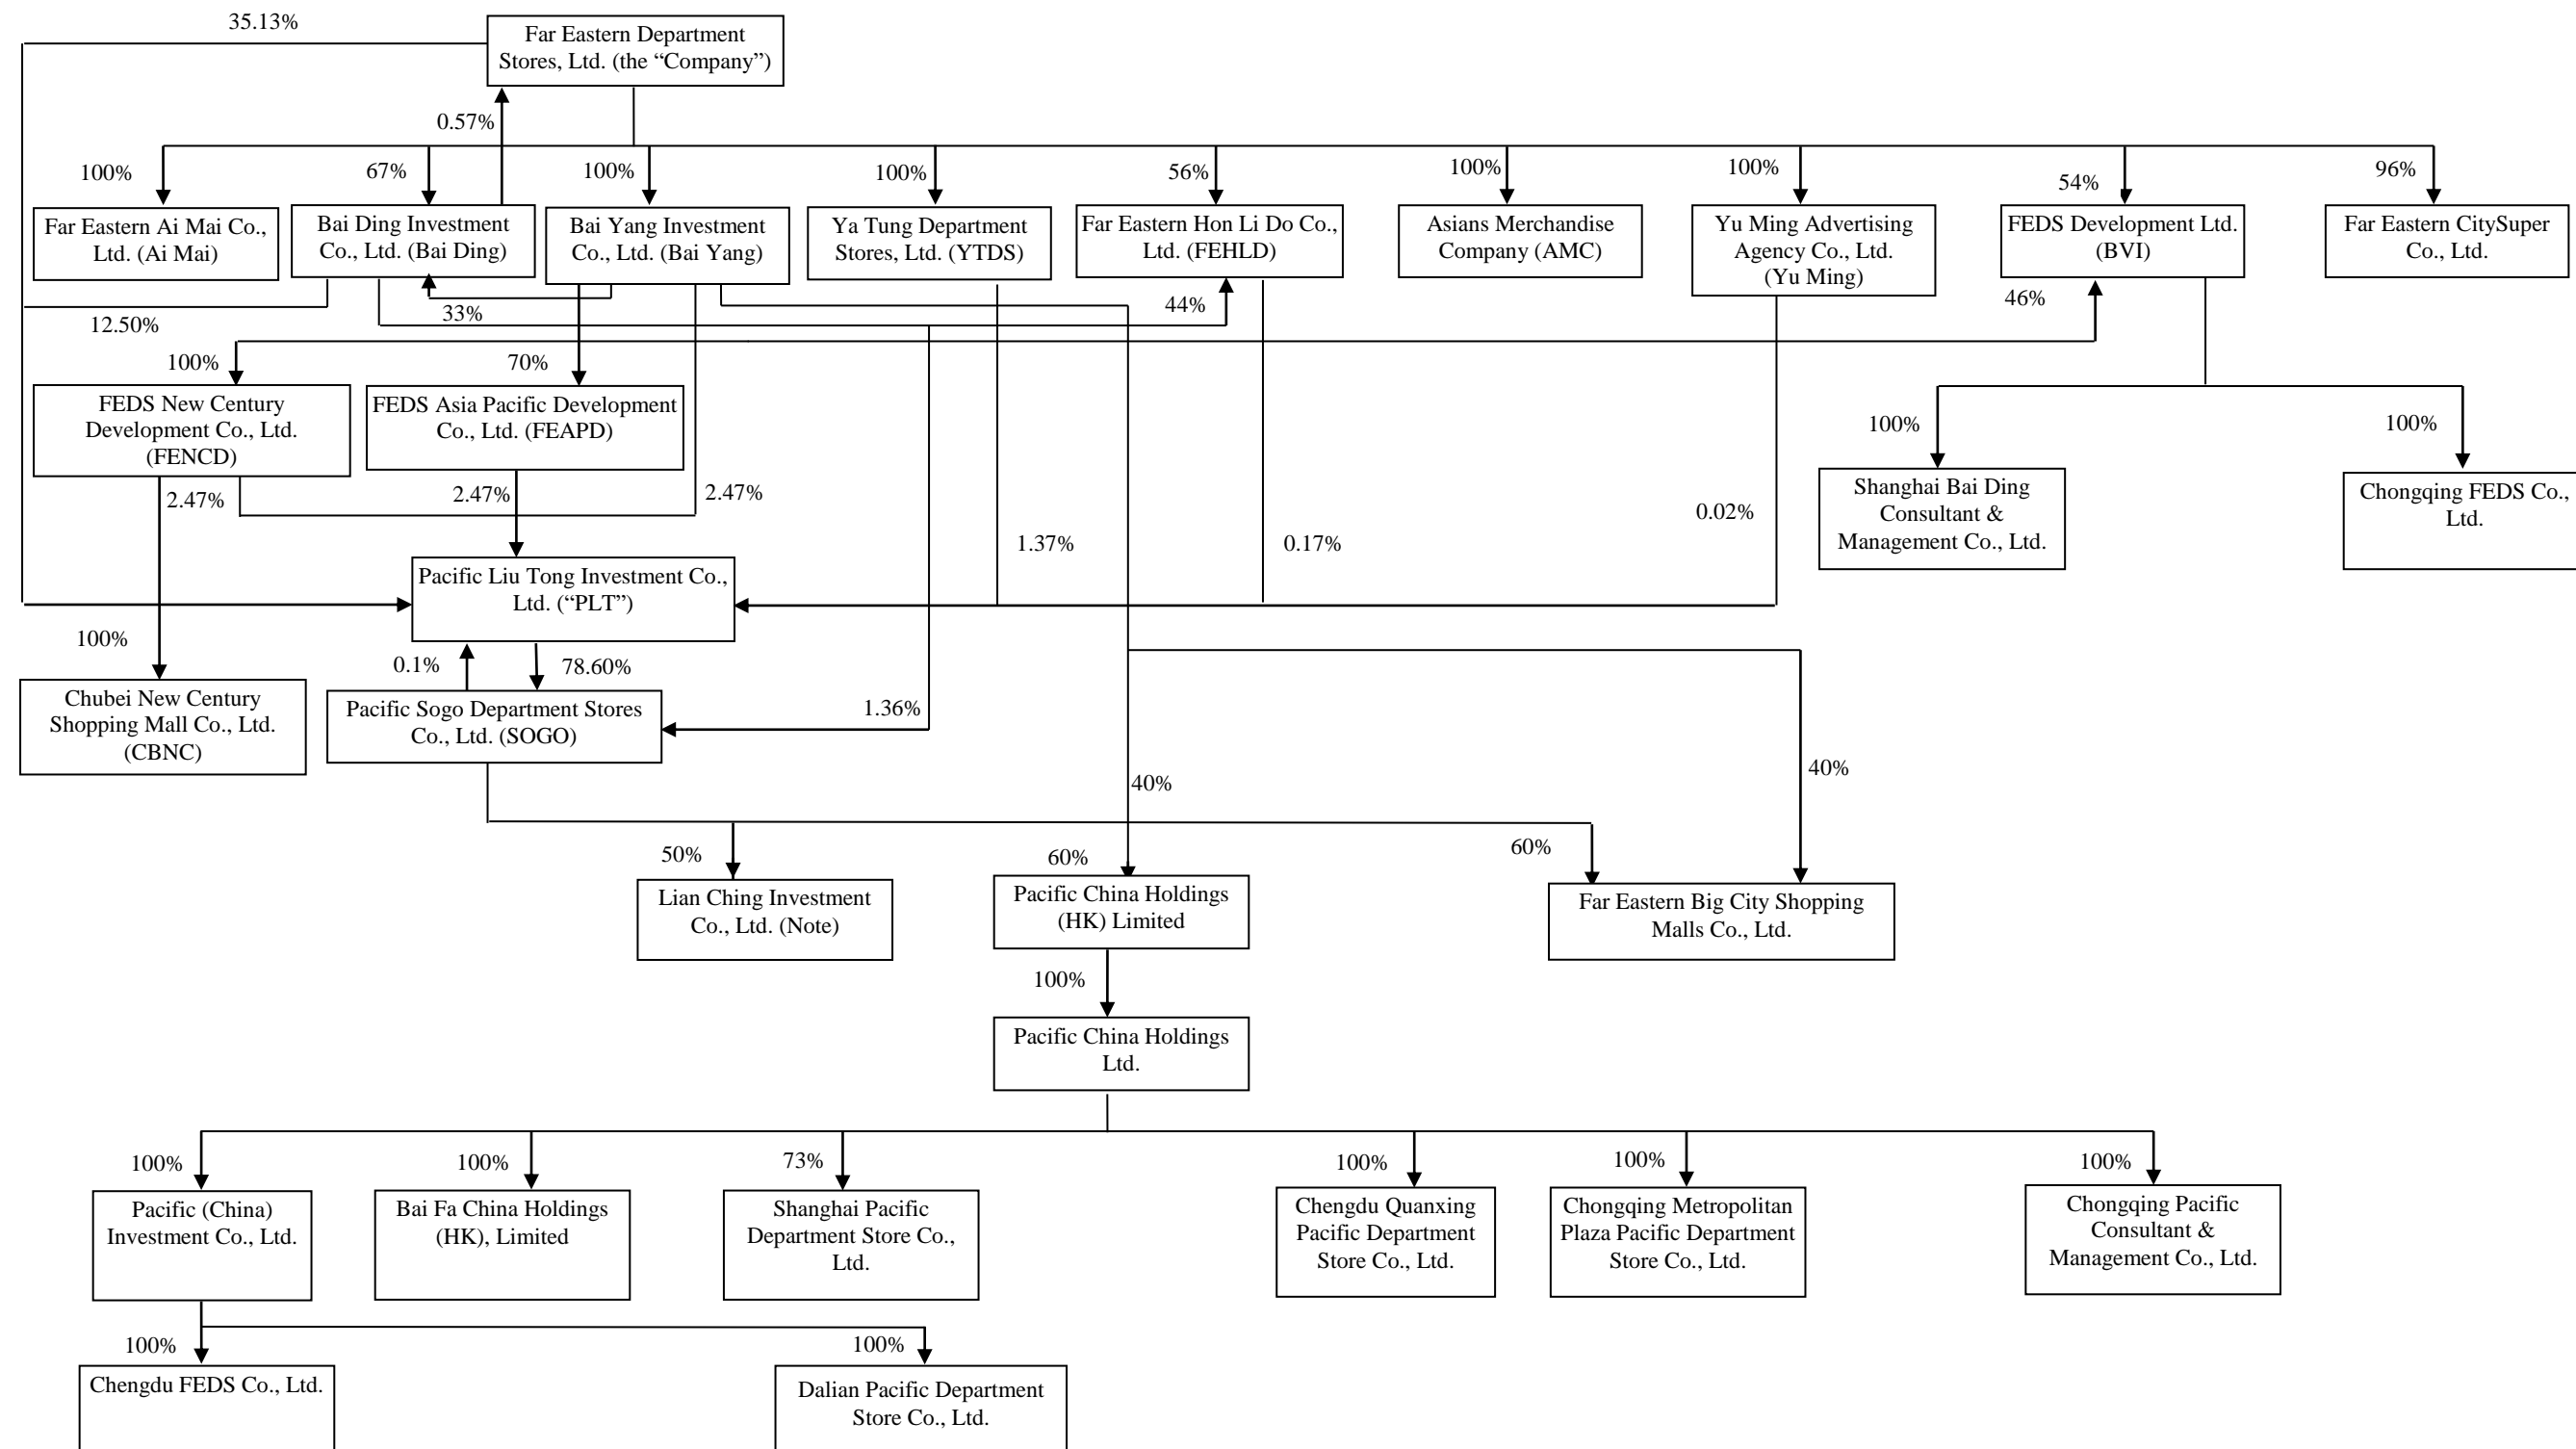 35.13%
Far Eastern Department
Stores, Ltd. (the “Company”)
0.57%
100%
67%
100%
100%
56%
100%
100%
54%
96%
Far Eastern Ai Mai Co.,
Ltd. (Ai Mai)
Bai Ding Investment
Co., Ltd. (Bai Ding)
Bai Yang Investment
Co., Ltd. (Bai Yang)
Ya Tung Department
Stores, Ltd. (YTDS)
Far Eastern Hon Li Do Co.,
Ltd. (FEHLD)
Asians Merchandise
Company (AMC)
Yu Ming Advertising
Agency Co., Ltd.
(Yu Ming)
FEDS Development Ltd.
(BVI)
Far Eastern CitySuper
Co., Ltd.
12.50%
33%
44%
46%
100%
70%
FEDS New Century
Development Co., Ltd.
(FENCD)
FEDS Asia Pacific Development
Co., Ltd. (FEAPD)
100%
100%
2.47%
2.47%
2.47%
1.37%
0.17%
0.02%
Shanghai Bai Ding
Consultant &
Management Co., Ltd.
Chongqing FEDS Co.,
Ltd.
Pacific Liu Tong Investment Co.,
Ltd. (“PLT”)
100%
0.1%
78.60%
Chubei New Century
Shopping Mall Co., Ltd.
(CBNC)
Pacific Sogo Department Stores
Co., Ltd. (SOGO)
1.36%
40%
40%
50%
60%
60%
Lian Ching Investment
Co., Ltd. (Note)
Pacific China Holdings
(HK) Limited
Far Eastern Big City Shopping
Malls Co., Ltd.
100%
Pacific China Holdings
Ltd.
100%
100%
73%
100%
100%
100%
Pacific (China)
Investment Co., Ltd.
Bai Fa China Holdings
(HK), Limited
Shanghai Pacific
Department Store Co.,
Ltd.
Chengdu Quanxing
Pacific Department
Store Co., Ltd.
Chongqing Metropolitan
Plaza Pacific Department
Store Co., Ltd.
Chongqing Pacific
Consultant &
Management Co., Ltd.
100%
100%
Chengdu FEDS Co., Ltd.
Dalian Pacific Department
Store Co., Ltd.